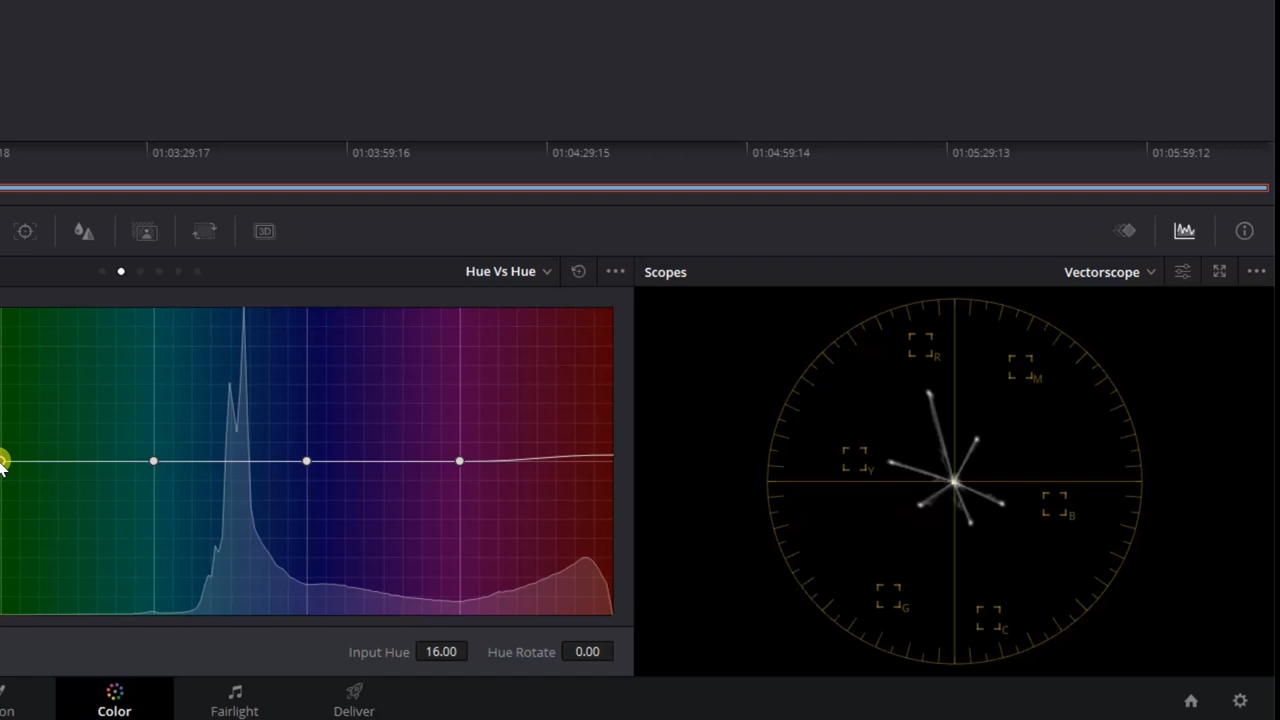 18
01:03:29:17
01:03:59:16
01:04:29:15
01:04:59:14
01:05:29:13
01:05:59:12
3D
Hue Vs Hue
Scopes
Vectorscope
R
M
Y
B
G
C
Input Hue 16.00 Hue Rotate 0.00
on
Color
Fairlight
Deliver